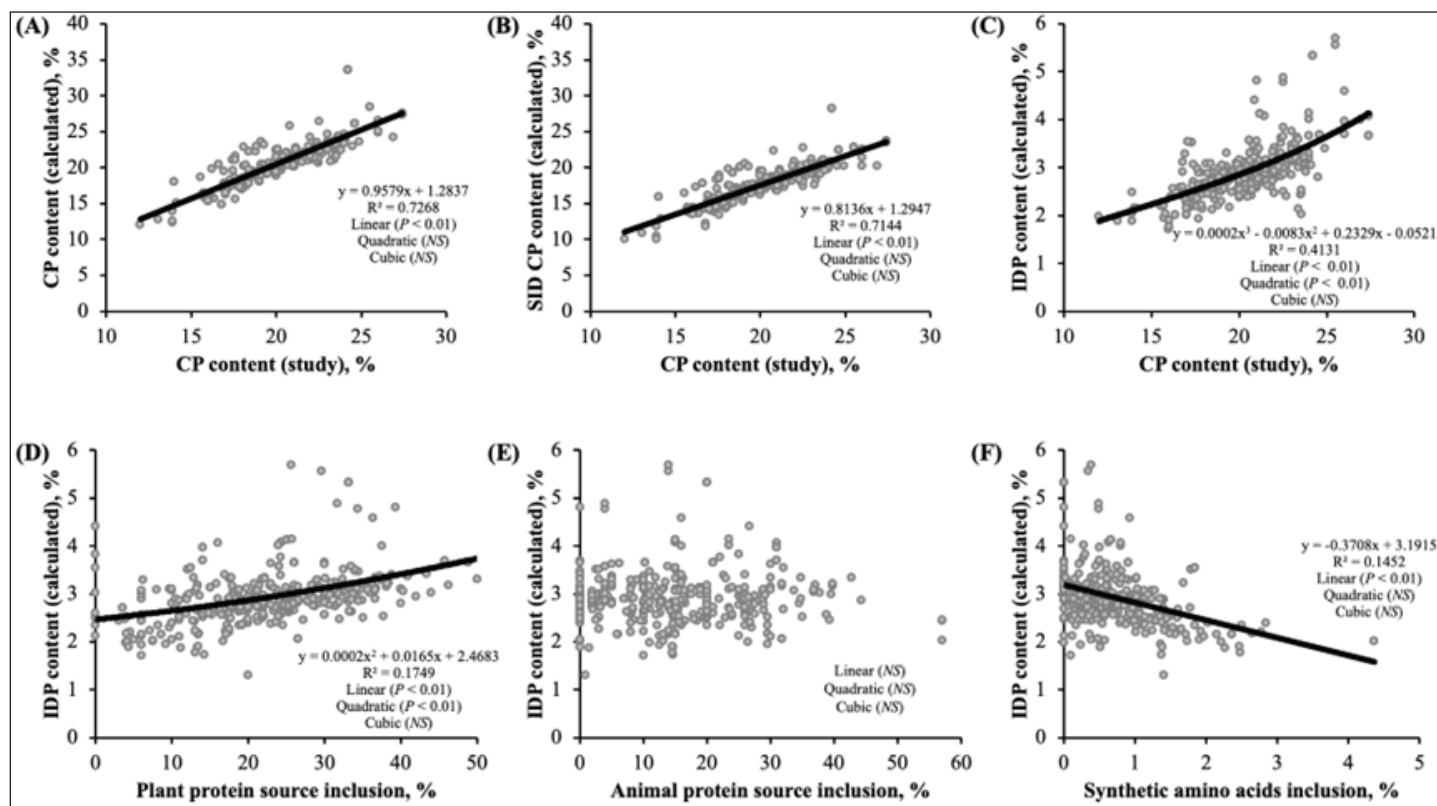 (A)
CP content (calculated), %
40
35
30
25
20
15
10
5
0
y = 0.9579x + 1.2837
R² = 0.7268
Linear (P < 0.01)
Quadratic (NS)
Cubic (NS)
10 15 20 25 30
CP content (study), %
(B)
SID CP content (calculated), %
40
35
30
25
20
15
10
5
0
y = 0.8136x + 1.2947
R² = 0.7144
Linear (P < 0.01)
Quadratic (NS)
Cubic (NS)
10 15 20 25 30
CP content (study), %
(C)
IDP content (calculated), %
6
5
4
3
2
1
0
y = 0.0002x³ - 0.0083x² + 0.2329x - 0.0521
R² = 0.4131
Linear (P < 0.01)
Quadratic (P < 0.01)
Cubic (NS)
10 15 20 25 30
CP content (study), %
(D)
IDP content (calculated), %
6
5
4
3
2
1
0
y = 0.0002x² + 0.0165x + 2.4683
R² = 0.1749
Linear (P < 0.01)
Quadratic (P < 0.01)
Cubic (NS)
0 10 20 30 40 50
Plant protein source inclusion, %
(E)
IDP content (calculated), %
6
5
4
3
2
1
0
Linear (NS)
Quadratic (NS)
Cubic (NS)
0 10 20 30 40 50 60
Animal protein source inclusion, %
(F)
IDP content (calculated), %
6
5
4
3
2
1
0
y = -0.3708x + 3.1915
R² = 0.1452
Linear (P < 0.01)
Quadratic (NS)
Cubic (NS)
0 1 2 3 4 5
Synthetic amino acids inclusion, %